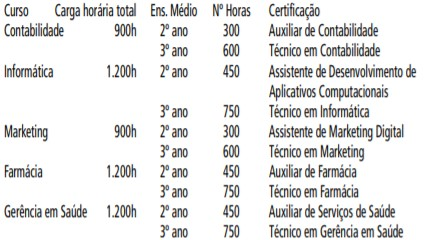 Curso Carga horária total Ens. Médio Nº Horas Certificação
Contabilidade 900h 2º ano 300 Auxiliar de Contabilidade
3º ano 600 Técnico em Contabilidade
Informática 1.200h 2º ano 450 Assistente de Desenvolvimento de
Aplicativos Computacionais
3º ano 750 Técnico em Informática
Marketing 900h 2º ano 300 Assistente de Marketing Digital
3º ano 600 Técnico em Marketing
Farmácia 1.200h 2º ano 450 Auxiliar de Farmácia
3º ano 750 Técnico em Farmácia
Gerência em Saúde 1.200h 2º ano 450 Auxiliar de Serviços de Saúde
3º ano 750 Técnico em Gerência em Saúde